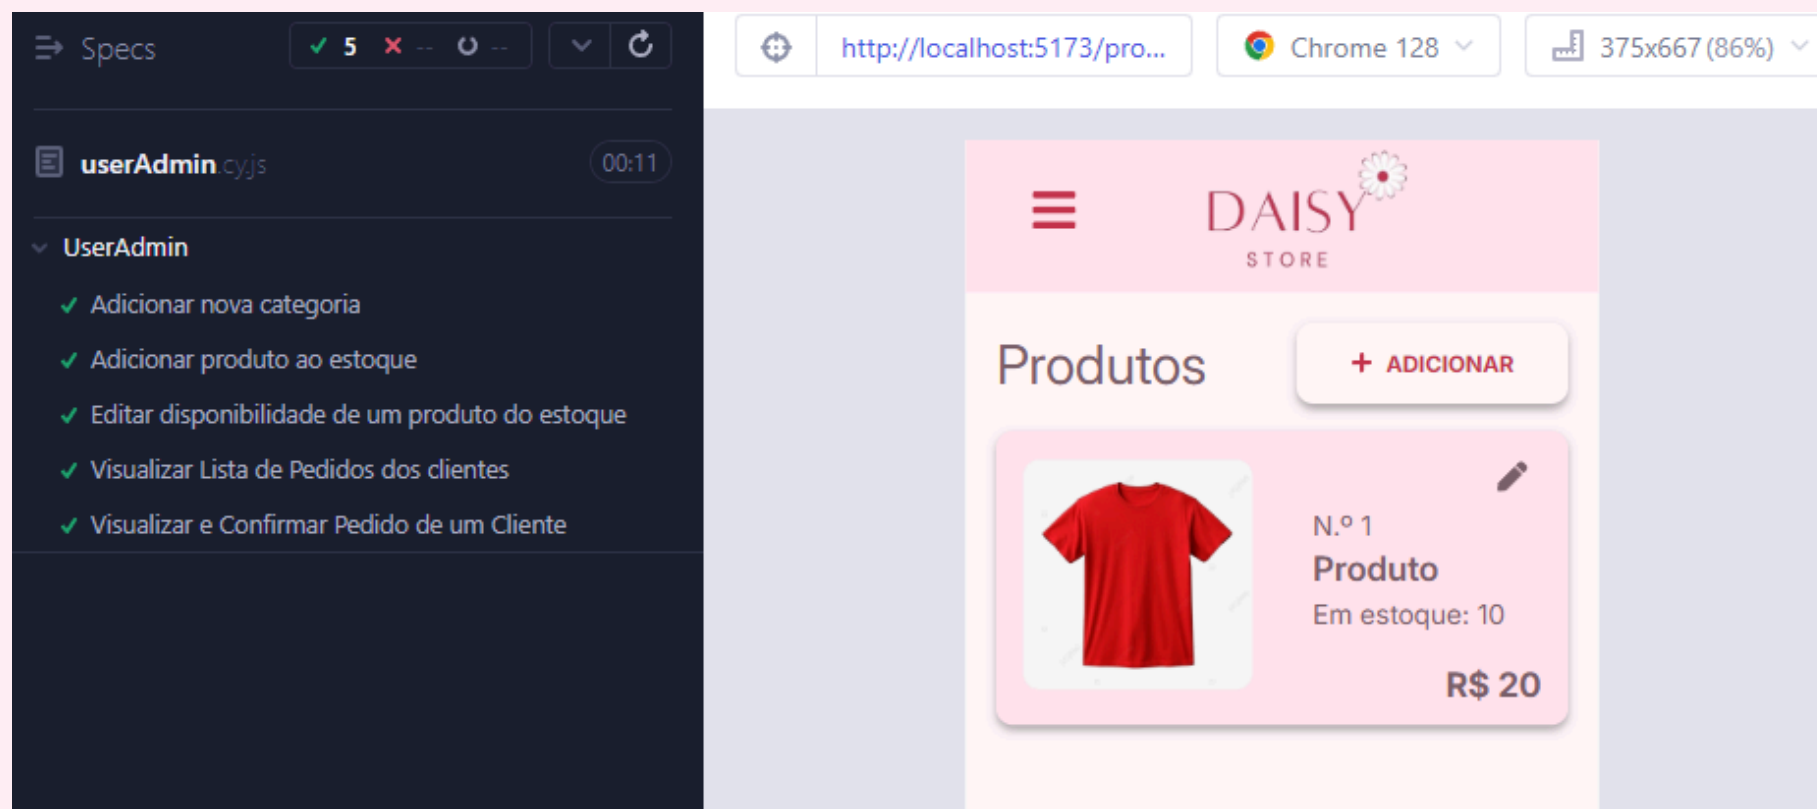 Specs
5
--
--
userAdmin.cy.js
00:11
UserAdmin
Adicionar nova categoria
Adicionar produto ao estoque
Editar disponibilidade de um produto do estoque
Visualizar Lista de Pedidos dos clientes
Visualizar e Confirmar Pedido de um Cliente
http://localhost:5173/pro...
Chrome 128
375x667 (86%)
DAISY
STORE
Produtos
+ ADICIONAR
N.º 1
Produto
Em estoque: 10
R$ 20